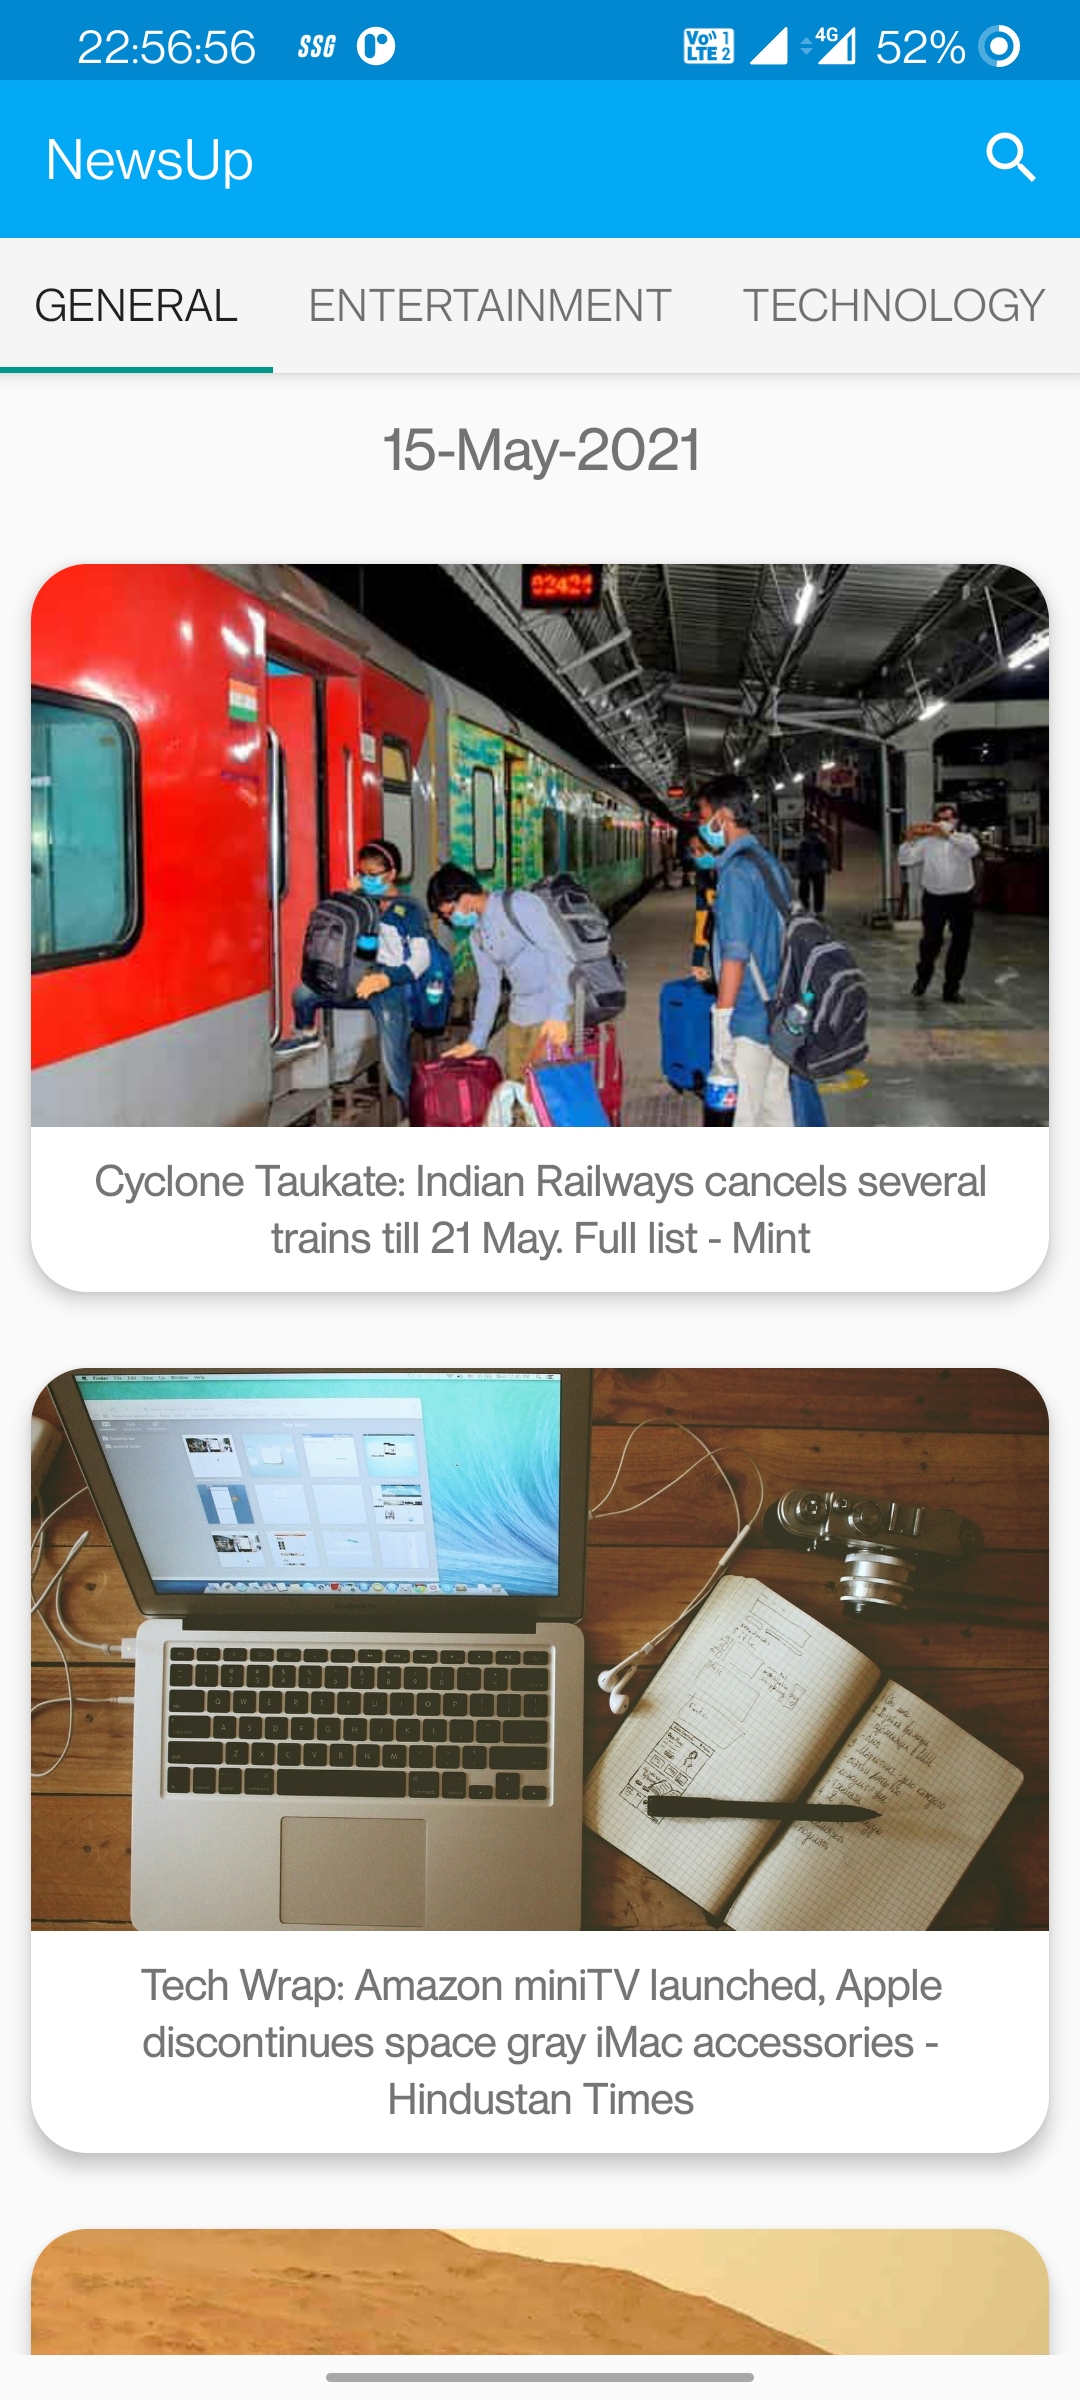 22:56:56 SSG Vo)) LTE 1 2 4G 52%
NewsUp
GENERAL ENTERTAINMENT TECHNOLOGY
15-May-2021
02424
Cyclone Taukate: Indian Railways cancels several
trains till 21 May. Full list - Mint
Tech Wrap: Amazon miniTV launched, Apple
discontinues space gray iMac accessories -
Hindustan Times